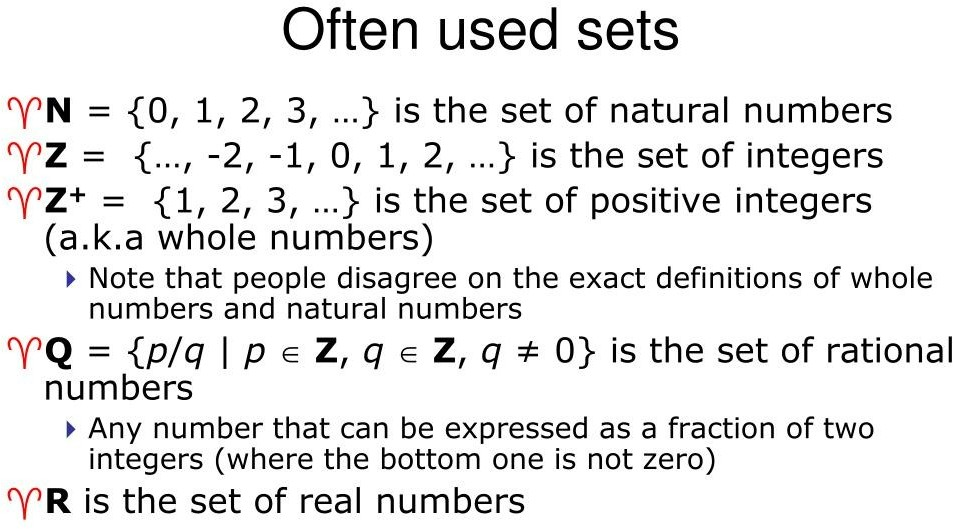 Often used sets
♈N = {0, 1, 2, 3, …} is the set of natural numbers
♈Z = {…, -2, -1, 0, 1, 2, …} is the set of integers
♈Z⁺ = {1, 2, 3, …} is the set of positive integers
(a.k.a whole numbers)
Note that people disagree on the exact definitions of whole
numbers and natural numbers
♈Q = {p/q | p ∈ Z, q ∈ Z, q ≠ 0} is the set of rational
numbers
Any number that can be expressed as a fraction of two
integers (where the bottom one is not zero)
♈R is the set of real numbers